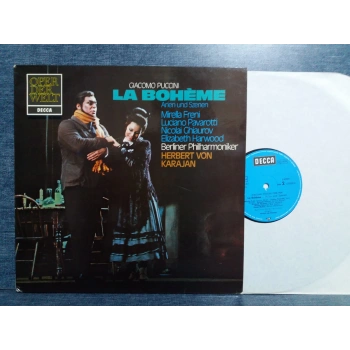 OPER
DER
WELT
DECCA
GIACOMO PUCCINI
LA BOHÈME
Arien und Szenen
Mirella Freni
Luciano Pavarotti
Nicolai Ghiaurov
Elizabeth Harwood
Berliner Philharmoniker
HERBERT VON
KARAJAN
DECCA